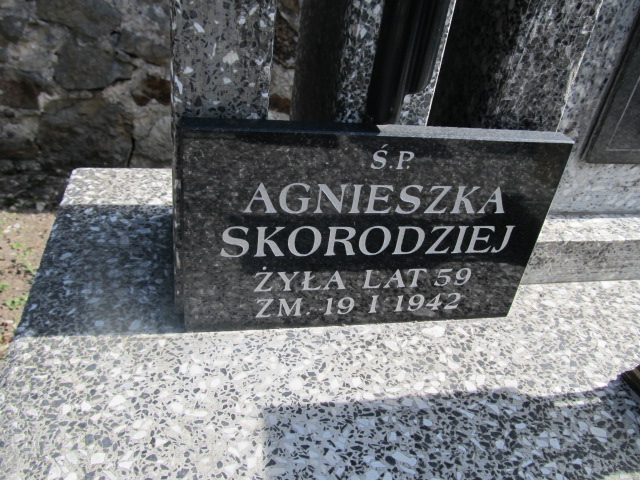 Ś.P.
AGNIESZKA
SKORODZIEJ
ŻYŁA LAT 59
ZM. 19 I 1942